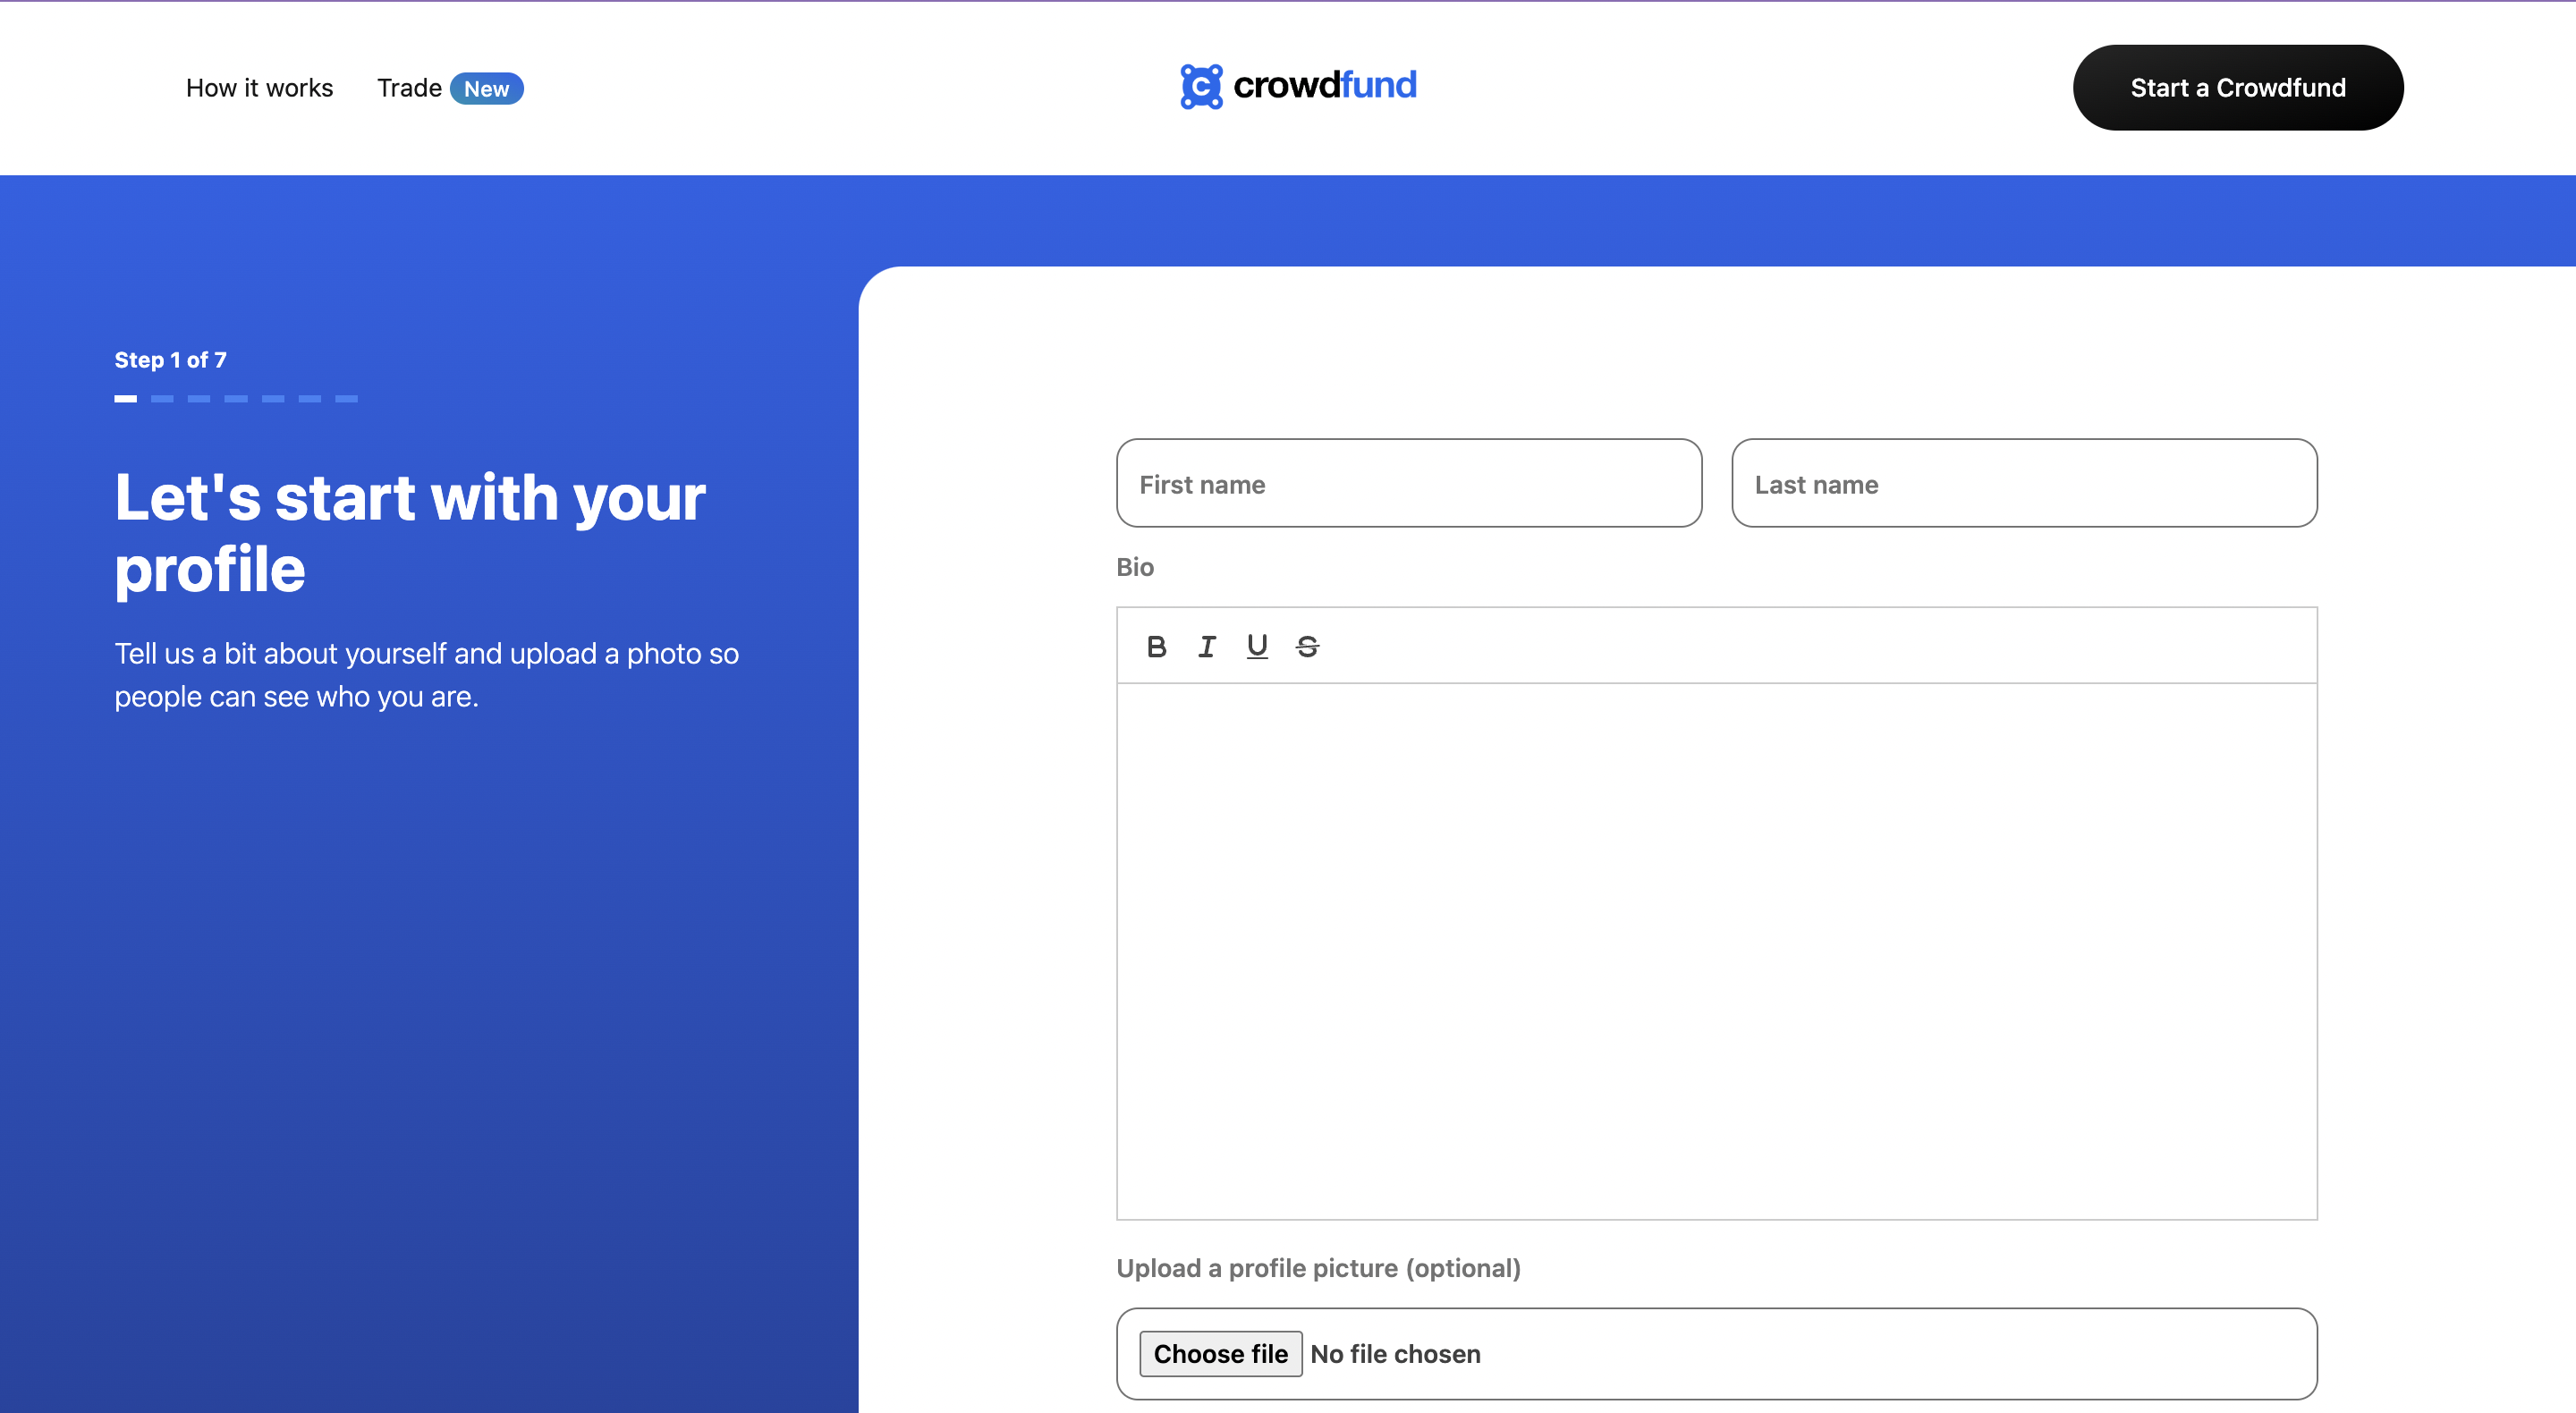 How it works Trade New
crowdfund
Start a Crowdfund
Step 1 of 7
Let's start with your
profile
Tell us a bit about yourself and upload a photo so
people can see who you are.
First name
Last name
Bio
B I U S
Upload a profile picture (optional)
Choose file No file chosen